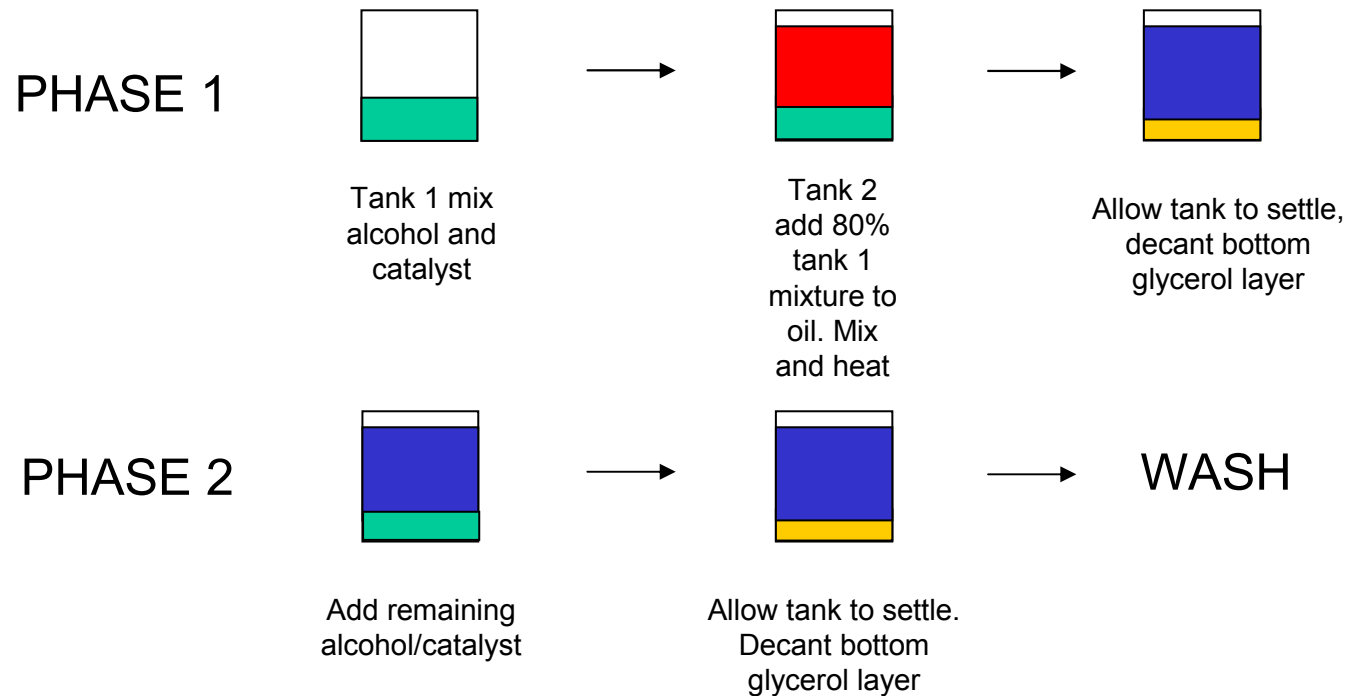 PHASE 1
Tank 1 mix
alcohol and
catalyst
Tank 2
add 80%
tank 1
mixture to
oil. Mix
and heat
Allow tank to settle,
decant bottom
glycerol layer
PHASE 2
Add remaining
alcohol/catalyst
Allow tank to settle.
Decant bottom
glycerol layer
WASH